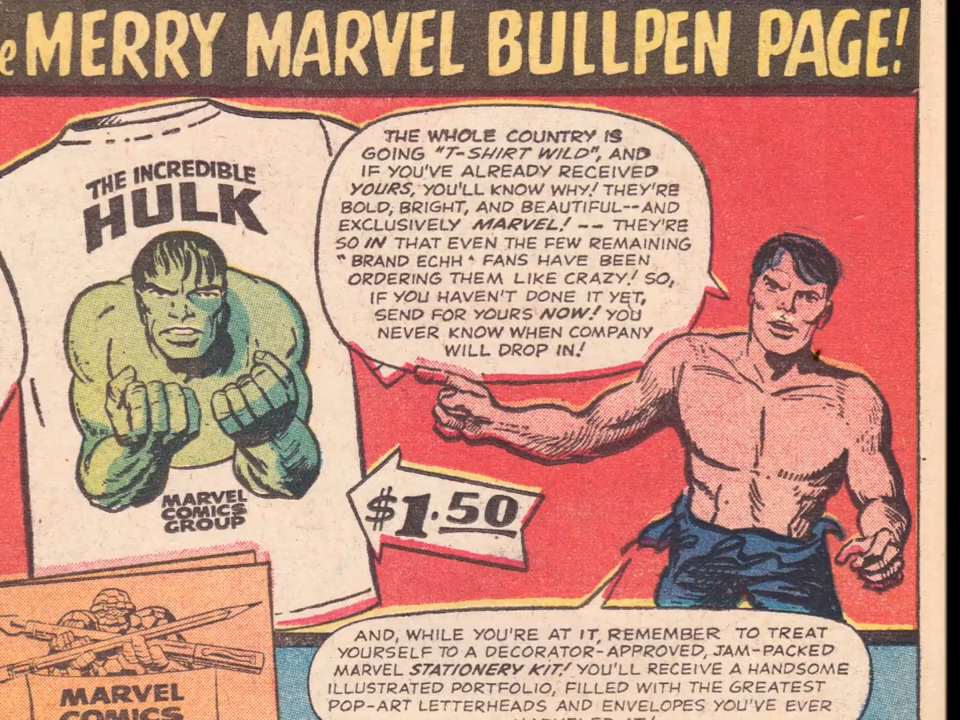 e MERRY MARVEL BULLPEN PAGE!
THE INCREDIBLE
HULK
MARVEL
COMICS
GROUP
THE WHOLE COUNTRY IS
GOING "T-SHIRT WILD", AND
IF YOU'VE ALREADY RECEIVED
YOURS, YOU'LL KNOW WHY! THEY'RE
BOLD, BRIGHT, AND BEAUTIFUL--AND
EXCLUSIVELY MARVEL! -- THEY'RE
SO IN THAT EVEN THE FEW REMAINING
"BRAND ECHH" FANS HAVE BEEN
ORDERING THEM LIKE CRAZY! SO,
IF YOU HAVEN'T DONE IT YET,
SEND FOR YOURS NOW! YOU
NEVER KNOW WHEN COMPANY
WILL DROP IN!
$1.50
AND, WHILE YOU'RE AT IT, REMEMBER TO TREAT
YOURSELF TO A DECORATOR-APPROVED, JAM-PACKED
MARVEL STATIONERY KIT! YOU'LL RECEIVE A HANDSOME
ILLUSTRATED PORTFOLIO, FILLED WITH THE GREATEST
POP-ART LETTERHEADS AND ENVELOPES YOU'VE EVER
MARVEL
COMICS